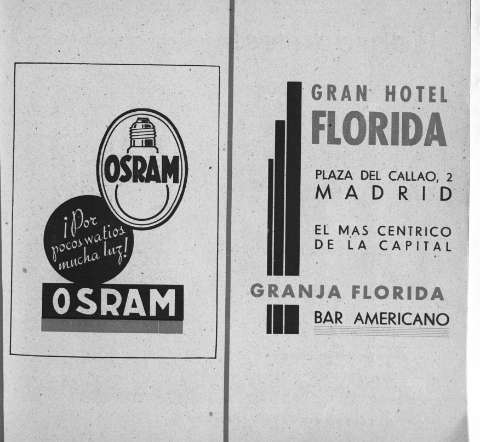 OSRAM
¡Por
pocos watios
mucha luz!
OSRAM
GRAN HOTEL
FLORIDA
PLAZA DEL CALLAO, 2
MADRID
EL MAS CENTRICO
DE LA CAPITAL
GRANJA FLORIDA
BAR AMERICANO